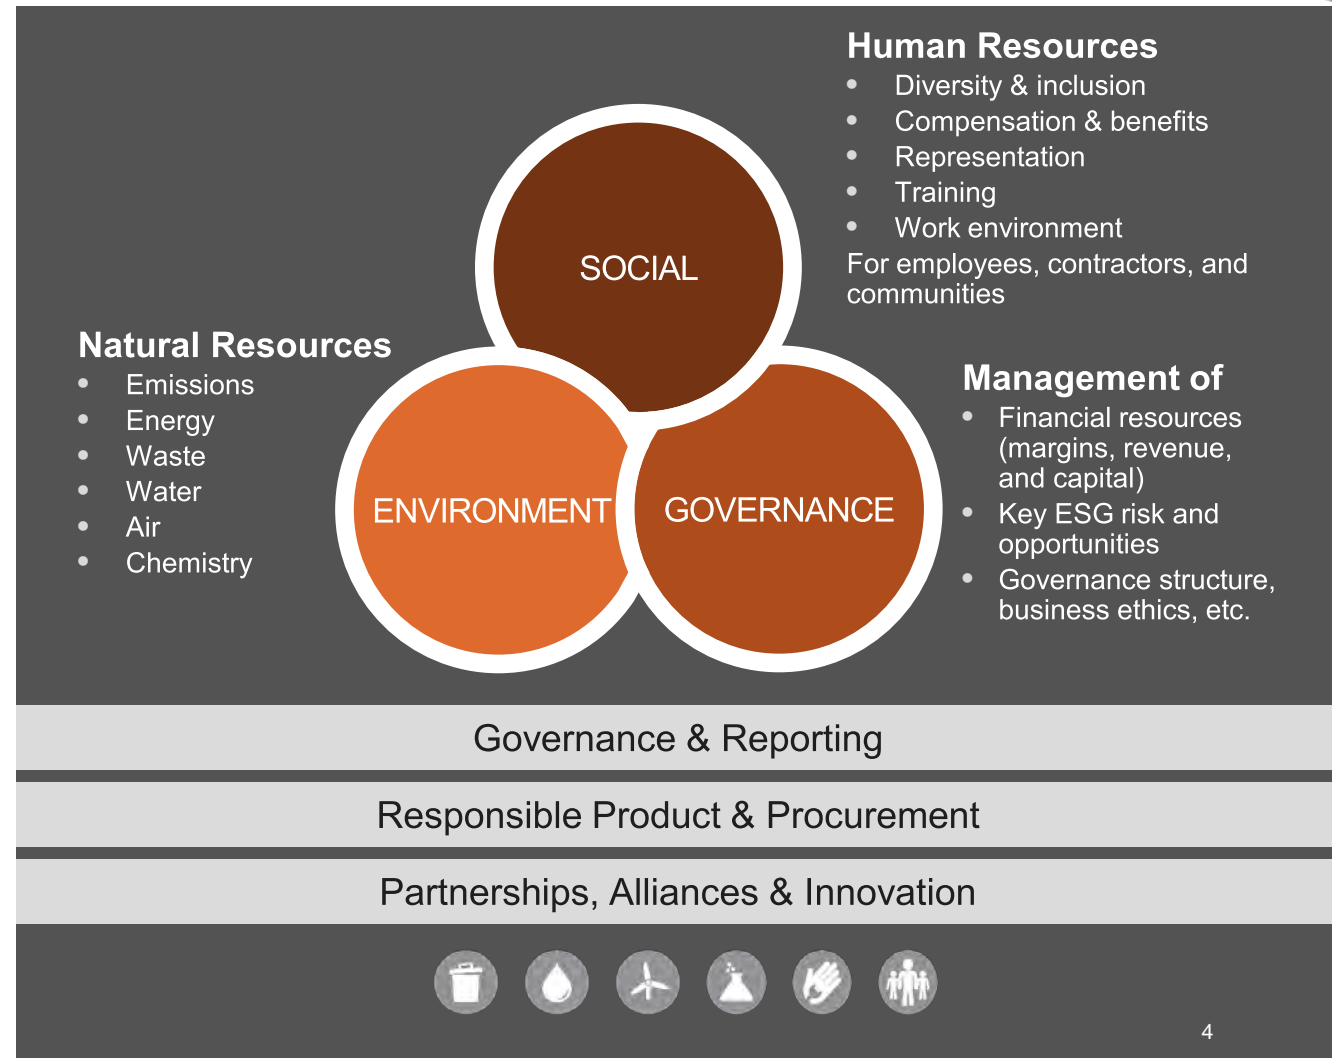 Human Resources
• Diversity & inclusion
• Compensation & benefits
• Representation
• Training
• Work environment
For employees, contractors, and
communities
SOCIAL
Natural Resources
• Emissions
• Energy
• Waste
• Water
• Air
• Chemistry
ENVIRONMENT
GOVERNANCE
Management of
• Financial resources
(margins, revenue,
and capital)
• Key ESG risk and
opportunities
• Governance structure,
business ethics, etc.
Governance & Reporting
Responsible Product & Procurement
Partnerships, Alliances & Innovation
4